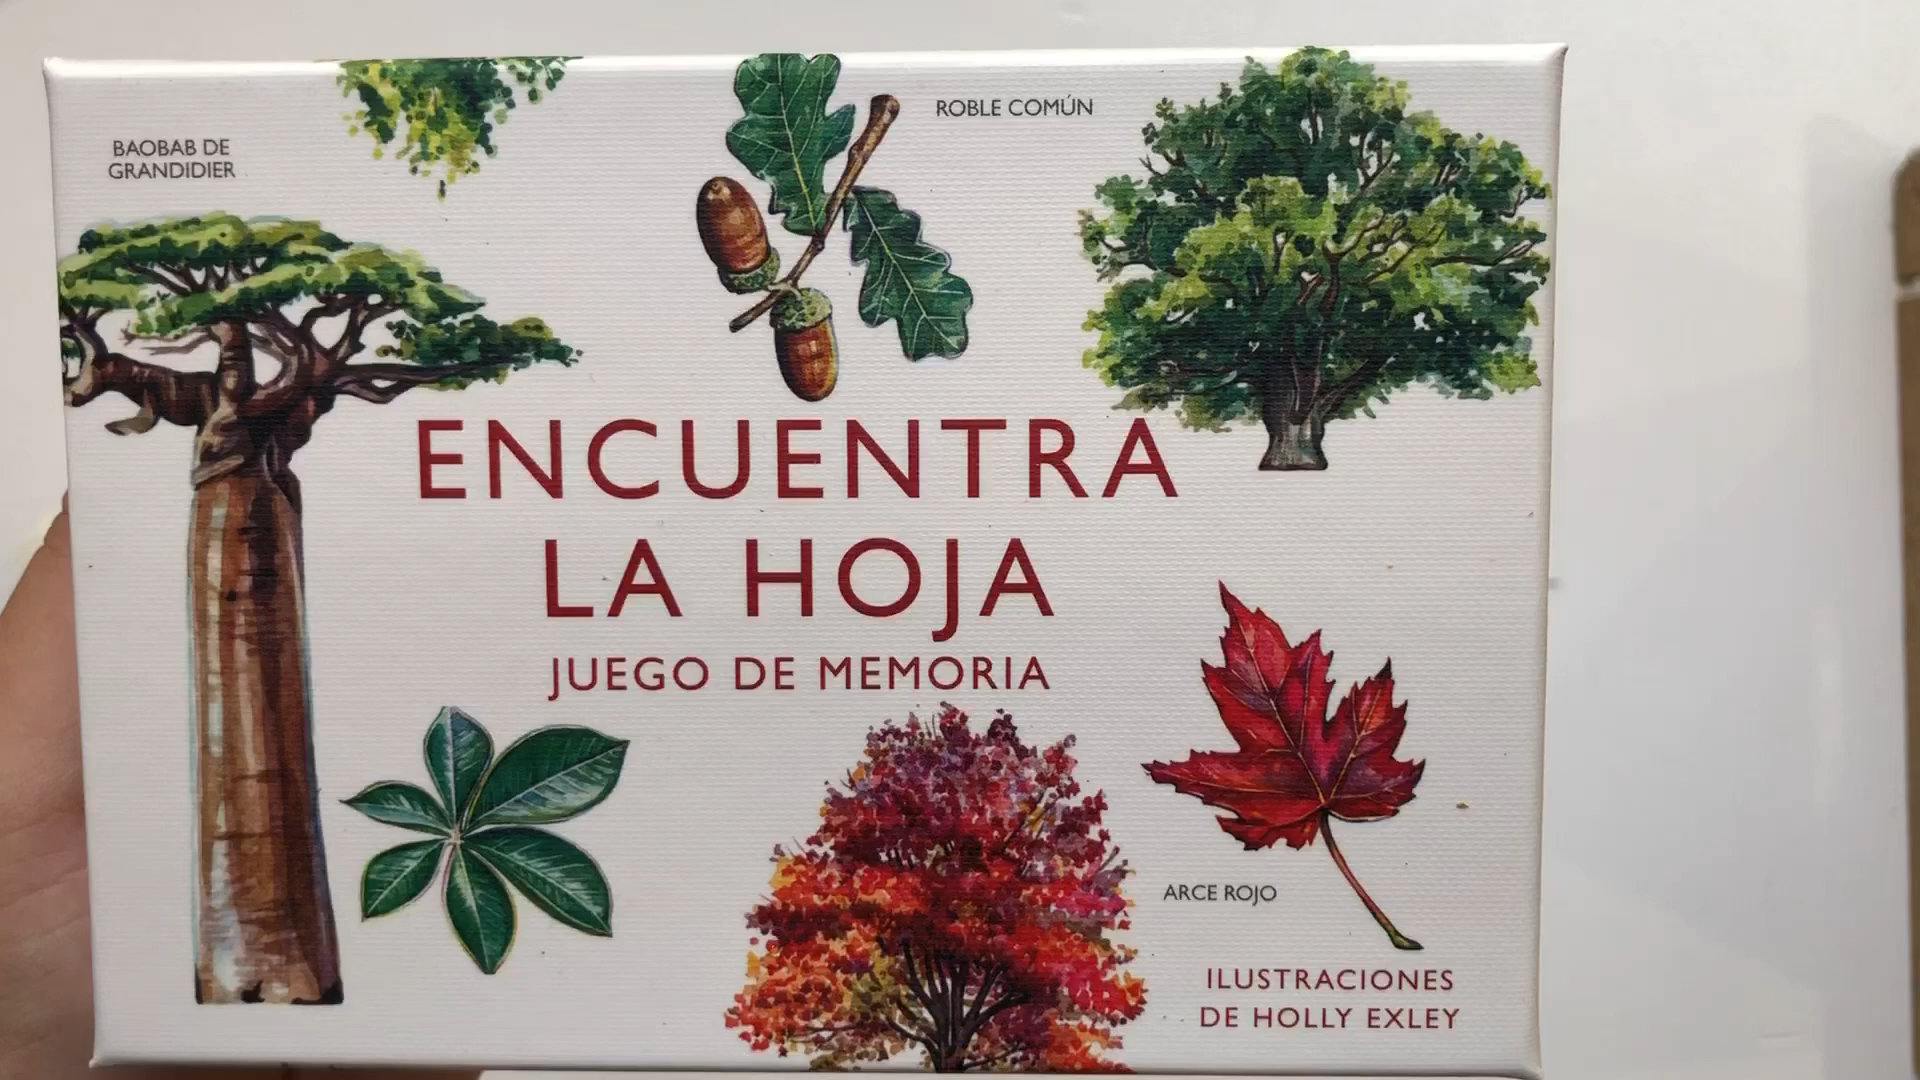 BAOBAB DE
GRANDIDIER
ROBLE COMÚN
ENCUENTRA
LA HOJA
JUEGO DE MEMORIA
ARCE ROJO
ILUSTRACIONES
DE HOLLY EXLEY